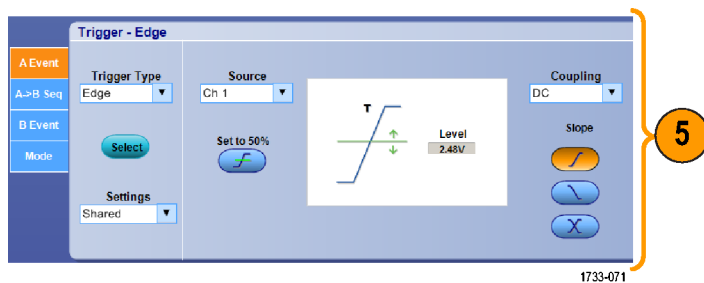 Trigger - Edge
A Event
A->B Seq
B Event
Mode
Trigger Type
Edge
Select
Settings
Shared
Source
Ch 1
Set to 50%
T
Level
2.48V
Coupling
DC
Slope
5
1733-071